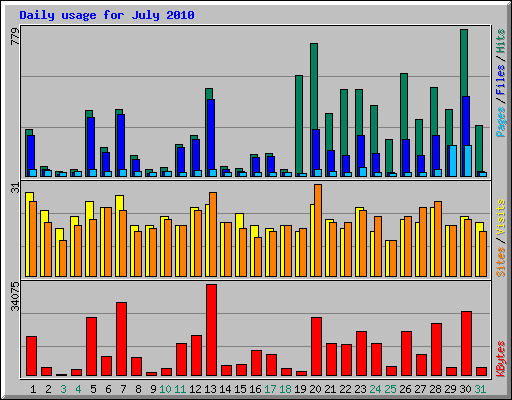 Daily usage for July 2010
779
Pages / Files / Hits
31
Sites / Visits
34075
KBytes
1 2 3 4 5 6 7 8 9 10 11 12 13 14 15 16 17 18 19 20 21 22 23 24 25 26 27 28 29 30 31